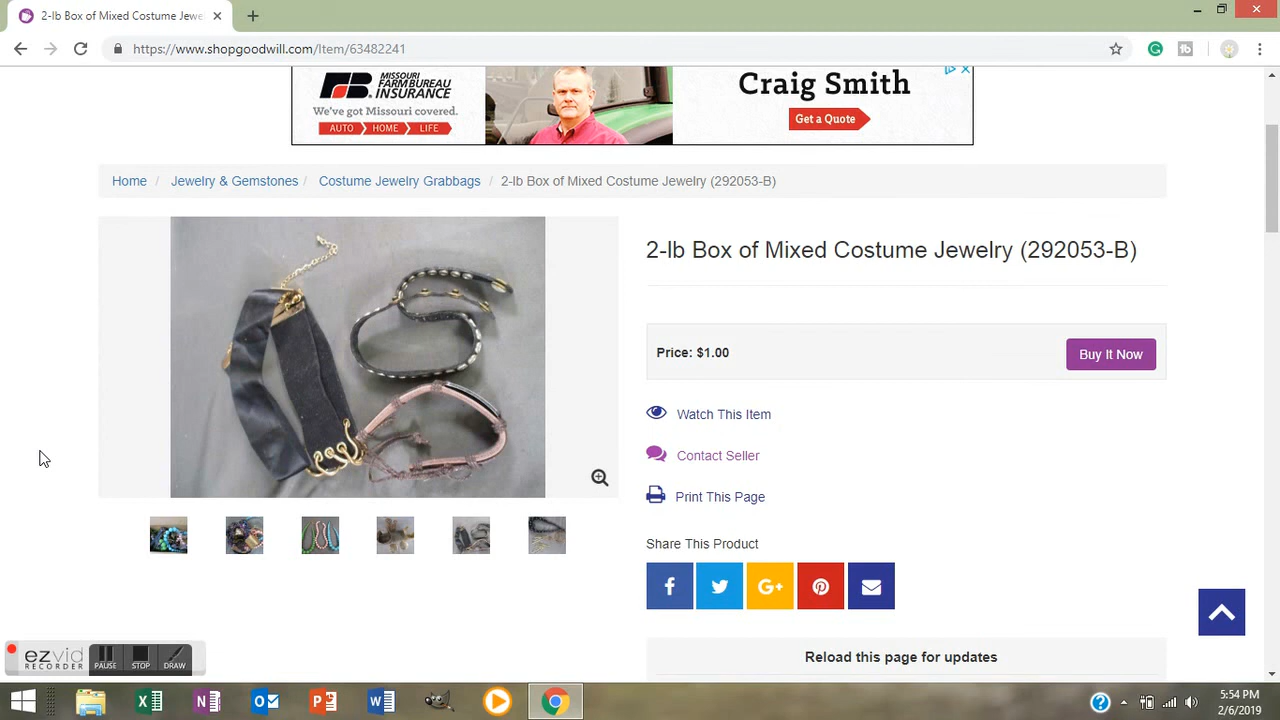 2-lb Box of Mixed Costume Jewe
https://www.shopgoodwill.com/Item/63482241
MISSOURI
FARM BUREAU
INSURANCE
We've got Missouri covered.
AUTO HOME LIFE
Craig Smith
Get a Quote
Home / Jewelry & Gemstones / Costume Jewelry Grabbags / 2-lb Box of Mixed Costume Jewelry (292053-B)
2-lb Box of Mixed Costume Jewelry (292053-B)
Price: $1.00
Buy It Now
Watch This Item
Contact Seller
Print This Page
Share This Product
Reload this page for updates
ezvid
RECORDER
PAUSE
STOP
DRAW
5:54 PM
2/6/2019